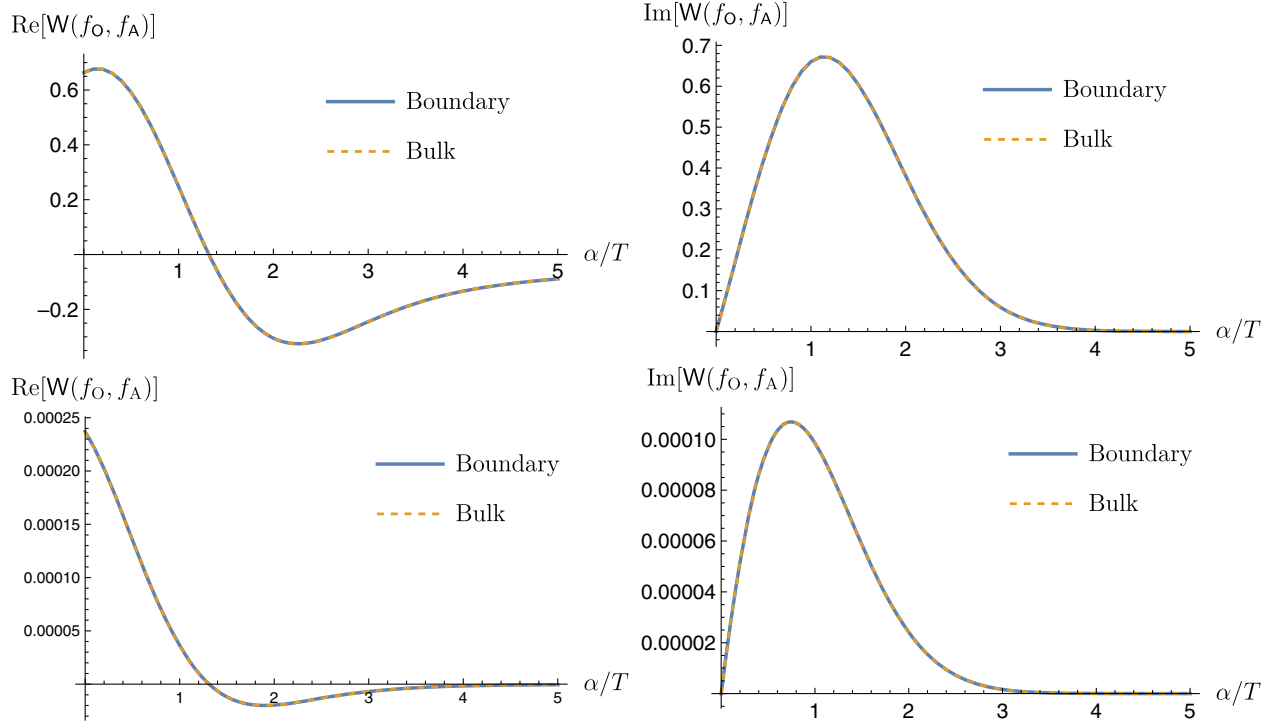 Re[W(f_O, f_A)]
0.6
0.4
0.2
−0.2
1 2 3 4 5
α/T
Boundary
Bulk
Im[W(f_O, f_A)]
0.7
0.6
0.5
0.4
0.3
0.2
0.1
1 2 3 4 5
α/T
Boundary
Bulk
Re[W(f_O, f_A)]
0.00025
0.00020
0.00015
0.00010
0.00005
1 2 3 4 5
α/T
Boundary
Bulk
Im[W(f_O, f_A)]
0.00010
0.00008
0.00006
0.00004
0.00002
1 2 3 4 5
α/T
Boundary
Bulk